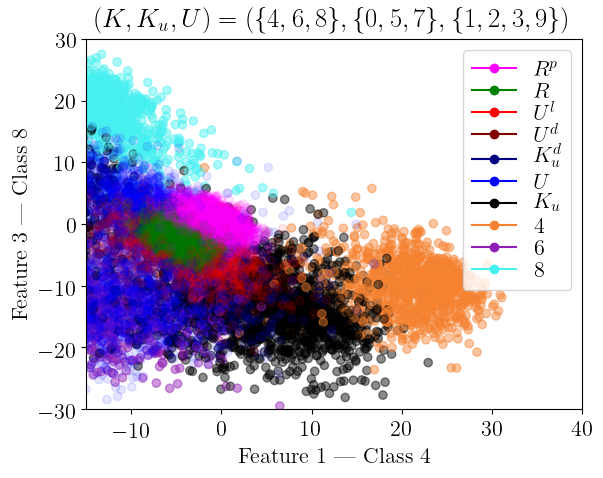 (K, K_u, U) = ({4, 6, 8}, {0, 5, 7}, {1, 2, 3, 9})
30
20
10
0
−10
−20
−30
Feature 3 — Class 8
R^p
R
U^l
U^d
K_u^d
U
K_u
4
6
8
−10 0 10 20 30 40
Feature 1 — Class 4